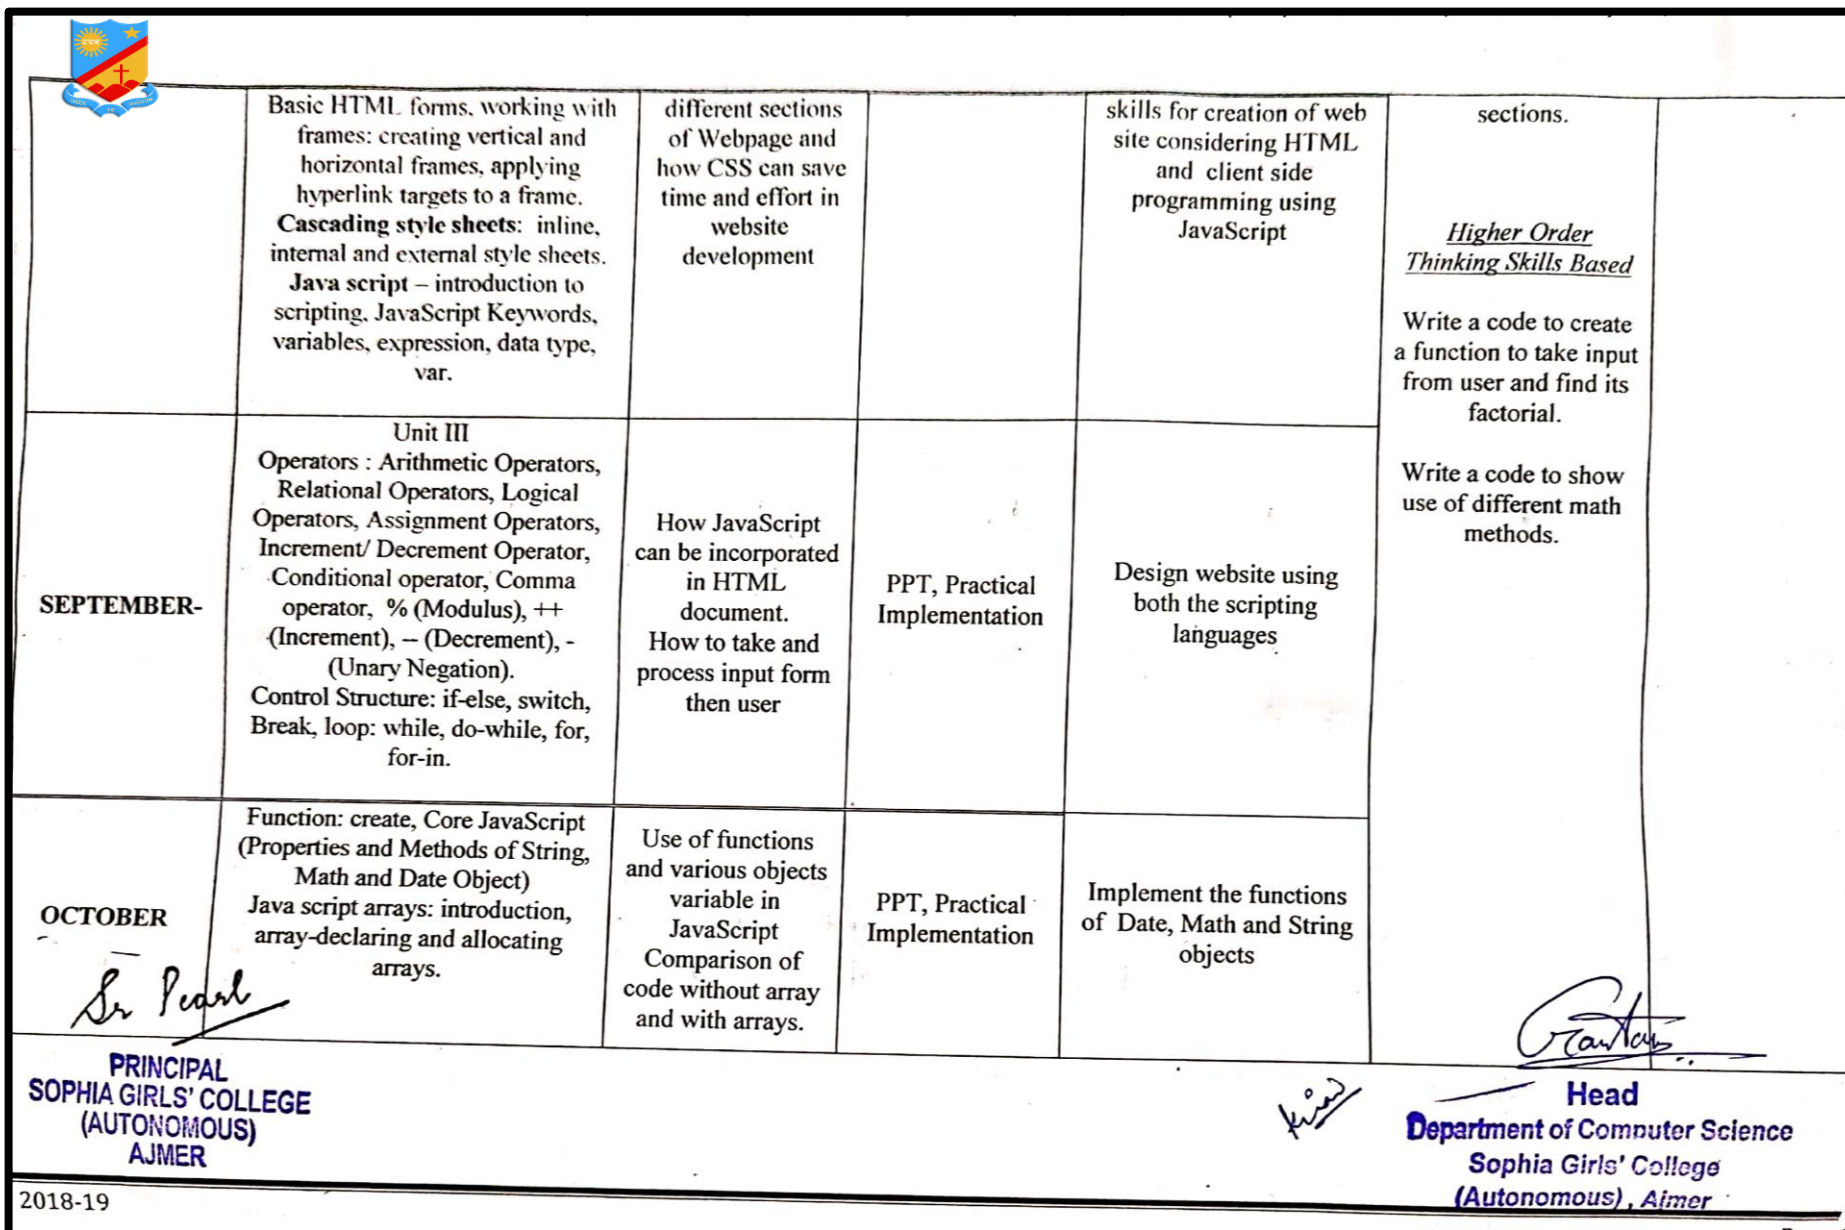 Basic HTML forms, working with
frames: creating vertical and
horizontal frames, applying
hyperlink targets to a frame.
Cascading style sheets: inline,
internal and external style sheets.
Java script – introduction to
scripting, JavaScript Keywords,
variables, expression, data type,
var.
different sections
of Webpage and
how CSS can save
time and effort in
website
development
skills for creation of web
site considering HTML
and client side
programming using
JavaScript
sections.
Higher Order
Thinking Skills Based
Write a code to create
a function to take input
from user and find its
factorial.
Write a code to show
use of different math
methods.
SEPTEMBER-
Unit III
Operators : Arithmetic Operators,
Relational Operators, Logical
Operators, Assignment Operators,
Increment/ Decrement Operator,
Conditional operator, Comma
operator, % (Modulus), ++
(Increment), – (Decrement), -
(Unary Negation).
Control Structure: if-else, switch,
Break, loop: while, do-while, for,
for-in.
How JavaScript
can be incorporated
in HTML
document.
How to take and
process input form
then user
PPT, Practical
Implementation
Design website using
both the scripting
languages
OCTOBER
Function: create, Core JavaScript
(Properties and Methods of String,
Math and Date Object)
Java script arrays: introduction,
array-declaring and allocating
arrays.
Use of functions
and various objects
variable in
JavaScript
Comparison of
code without array
and with arrays.
PPT, Practical
Implementation
Implement the functions
of Date, Math and String
objects
Sr Pearl
PRINCIPAL
SOPHIA GIRLS' COLLEGE
(AUTONOMOUS)
AJMER
Head
Department of Computer Science
Sophia Girls' College
(Autonomous), Ajmer
2018-19